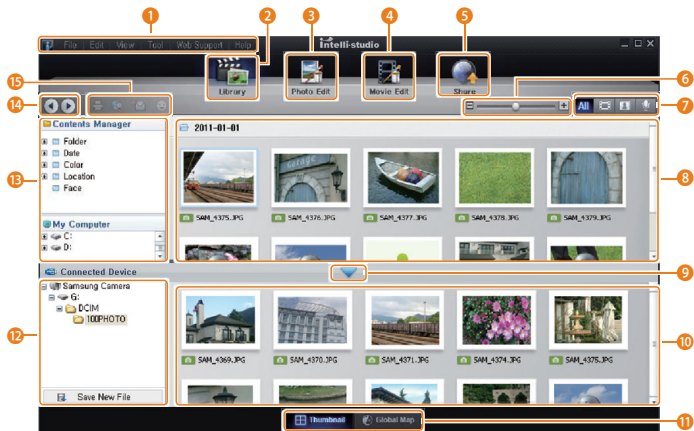 1 2 3 4 5
File Edit View Tool Web Support Help
intelli-studio
15
Library Photo Edit Movie Edit Share
6
14
All
7
Contents Manager
2011-01-01
Folder
Date
Color
Location
Face
13
8
SAM_4375.JPG SAM_4376.JPG SAM_4377.JPG SAM_4378.JPG SAM_4379.JPG
My Computer
C:
D:
Connected Device
9
Samsung Camera
G:
DCIM
100PHOTO
12
10
SAM_4369.JPG SAM_4370.JPG SAM_4371.JPG SAM_4374.JPG SAM_4375.JPG
Save New File
Thumbnail Global Map
11